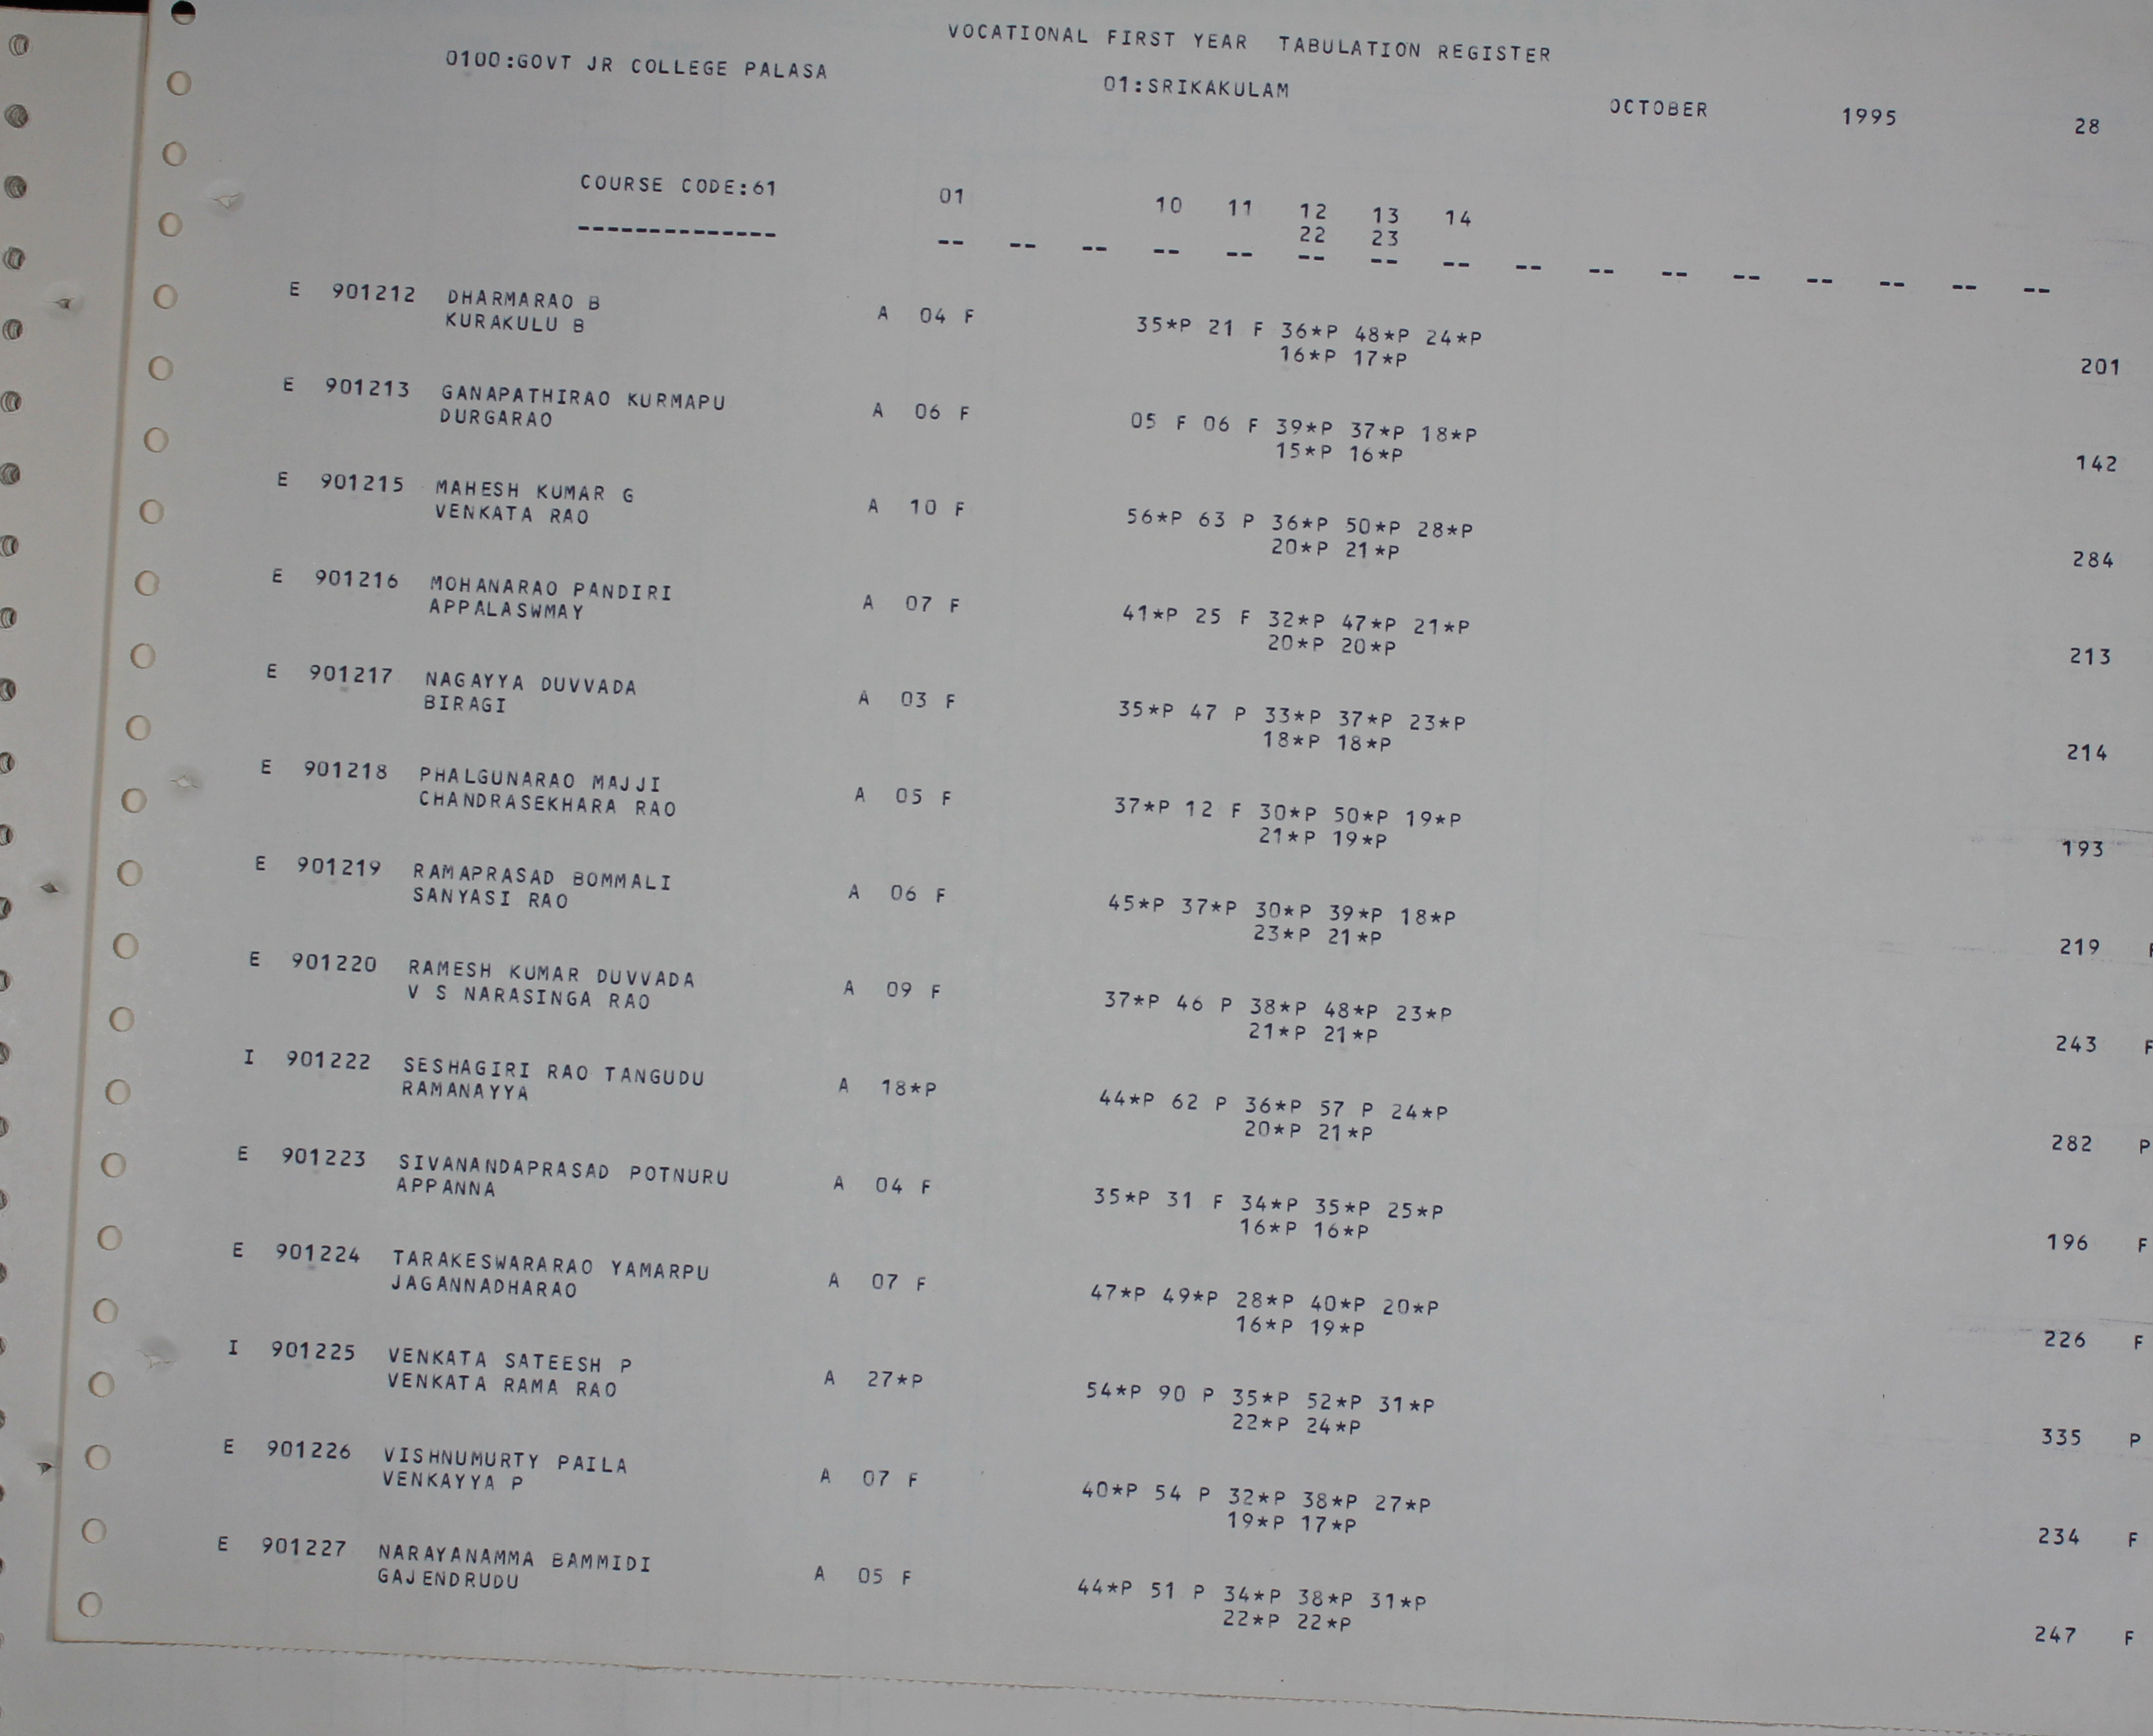 VOCATIONAL FIRST YEAR TABULATION REGISTER
0100:GOVT JR COLLEGE PALASA 01:SRIKAKULAM OCTOBER 1995 28
COURSE CODE:61 01 10 11 12 13 14
22 23
-------------- -- -- -- -- -- -- -- -- -- -- -- -- -- -- -- --
E 901212 DHARMARAO B A 04 F 35*P 21 F 36*P 48*P 24*P
KURAKULU B 16*P 17*P 201
E 901213 GANAPATHIRAO KURMAPU A 06 F 05 F 06 F 39*P 37*P 18*P
DURGARAO 15*P 16*P 142
E 901215 MAHESH KUMAR G A 10 F 56*P 63 P 36*P 50*P 28*P
VENKATA RAO 20*P 21*P 284
E 901216 MOHANARAO PANDIRI A 07 F 41*P 25 F 32*P 47*P 21*P
APPALASWMAY 20*P 20*P 213
E 901217 NAGAYYA DUVVADA A 03 F 35*P 47 P 33*P 37*P 23*P
BIRAGI 18*P 18*P 214
E 901218 PHALGUNARAO MAJJI A 05 F 37*P 12 F 30*P 50*P 19*P
CHANDRASEKHARA RAO 21*P 19*P 193
E 901219 RAMAPRASAD BOMMALI A 06 F 45*P 37*P 30*P 39*P 18*P
SANYASI RAO 23*P 21*P 219
E 901220 RAMESH KUMAR DUVVADA A 09 F 37*P 46 P 38*P 48*P 23*P
V S NARASINGA RAO 21*P 21*P 243 F
I 901222 SESHAGIRI RAO TANGUDU A 18*P 44*P 62 P 36*P 57 P 24*P
RAMANAYYA 20*P 21*P 282 P
E 901223 SIVANANDAPRASAD POTNURU A 04 F 35*P 31 F 34*P 35*P 25*P
APPANNA 16*P 16*P 196 F
E 901224 TARAKESWARARAO YAMARPU A 07 F 47*P 49*P 28*P 40*P 20*P
JAGANNADHARAO 16*P 19*P 226 F
I 901225 VENKATA SATEESH P A 27*P 54*P 90 P 35*P 52*P 31*P
VENKATA RAMA RAO 22*P 24*P 335 P
E 901226 VISHNUMURTY PAILA A 07 F 40*P 54 P 32*P 38*P 27*P
VENKAYYA P 19*P 17*P 234 F
E 901227 NARAYANAMMA BAMMIDI A 05 F 44*P 51 P 34*P 38*P 31*P
GAJENDRUDU 22*P 22*P 247 F